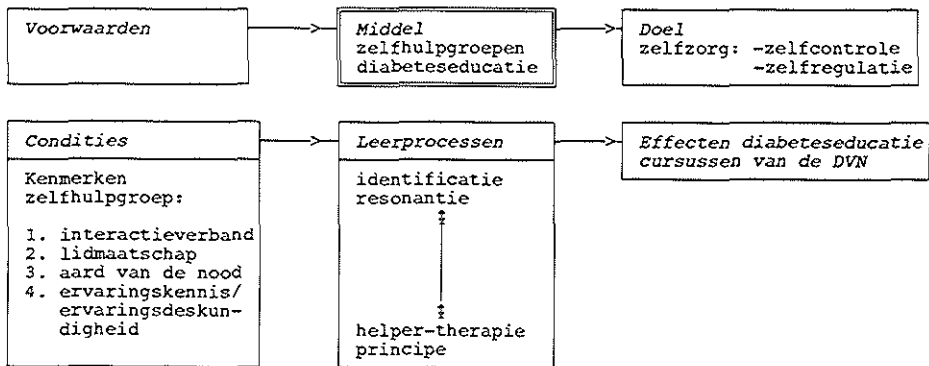 Voorwaarden
Middel
zelfhulpgroepen
diabeteseducatie
Doel
zelfzorg: -zelfcontrole
-zelfregulatie
Condities
Kenmerken
zelfhulpgroep:
1. interactieverband
2. lidmaatschap
3. aard van de nood
4. ervaringskennis/
ervaringsdeskun-
digheid
Leerprocessen
identificatie
resonantie
helper-therapie
principe
Effecten diabeteseducatie
cursussen van de DVN